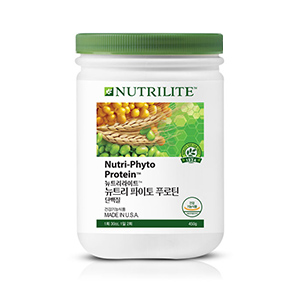 NUTRILITE™
Nutri-Phyto
Protein™
뉴트리라이트™
뉴트리 파이토 푸로틴
단백질
건강기능식품
MADE IN U.S.A.
450g